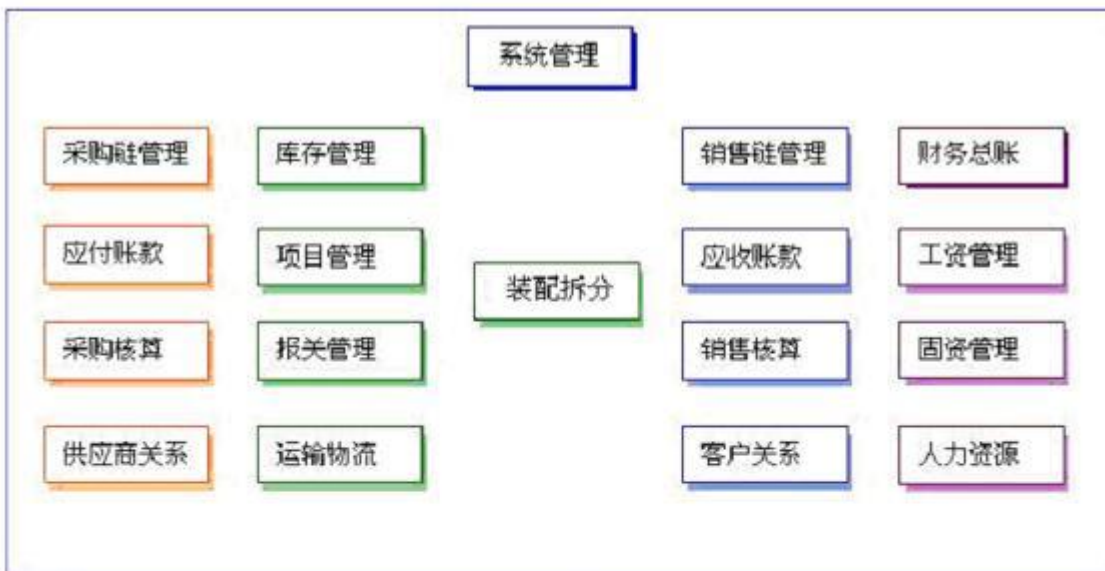 系统管理
采购链管理
库存管理
销售链管理
财务总账
应付账款
项目管理
装配拆分
应收账款
工资管理
采购核算
报关管理
销售核算
固资管理
供应商关系
运输物流
客户关系
人力资源